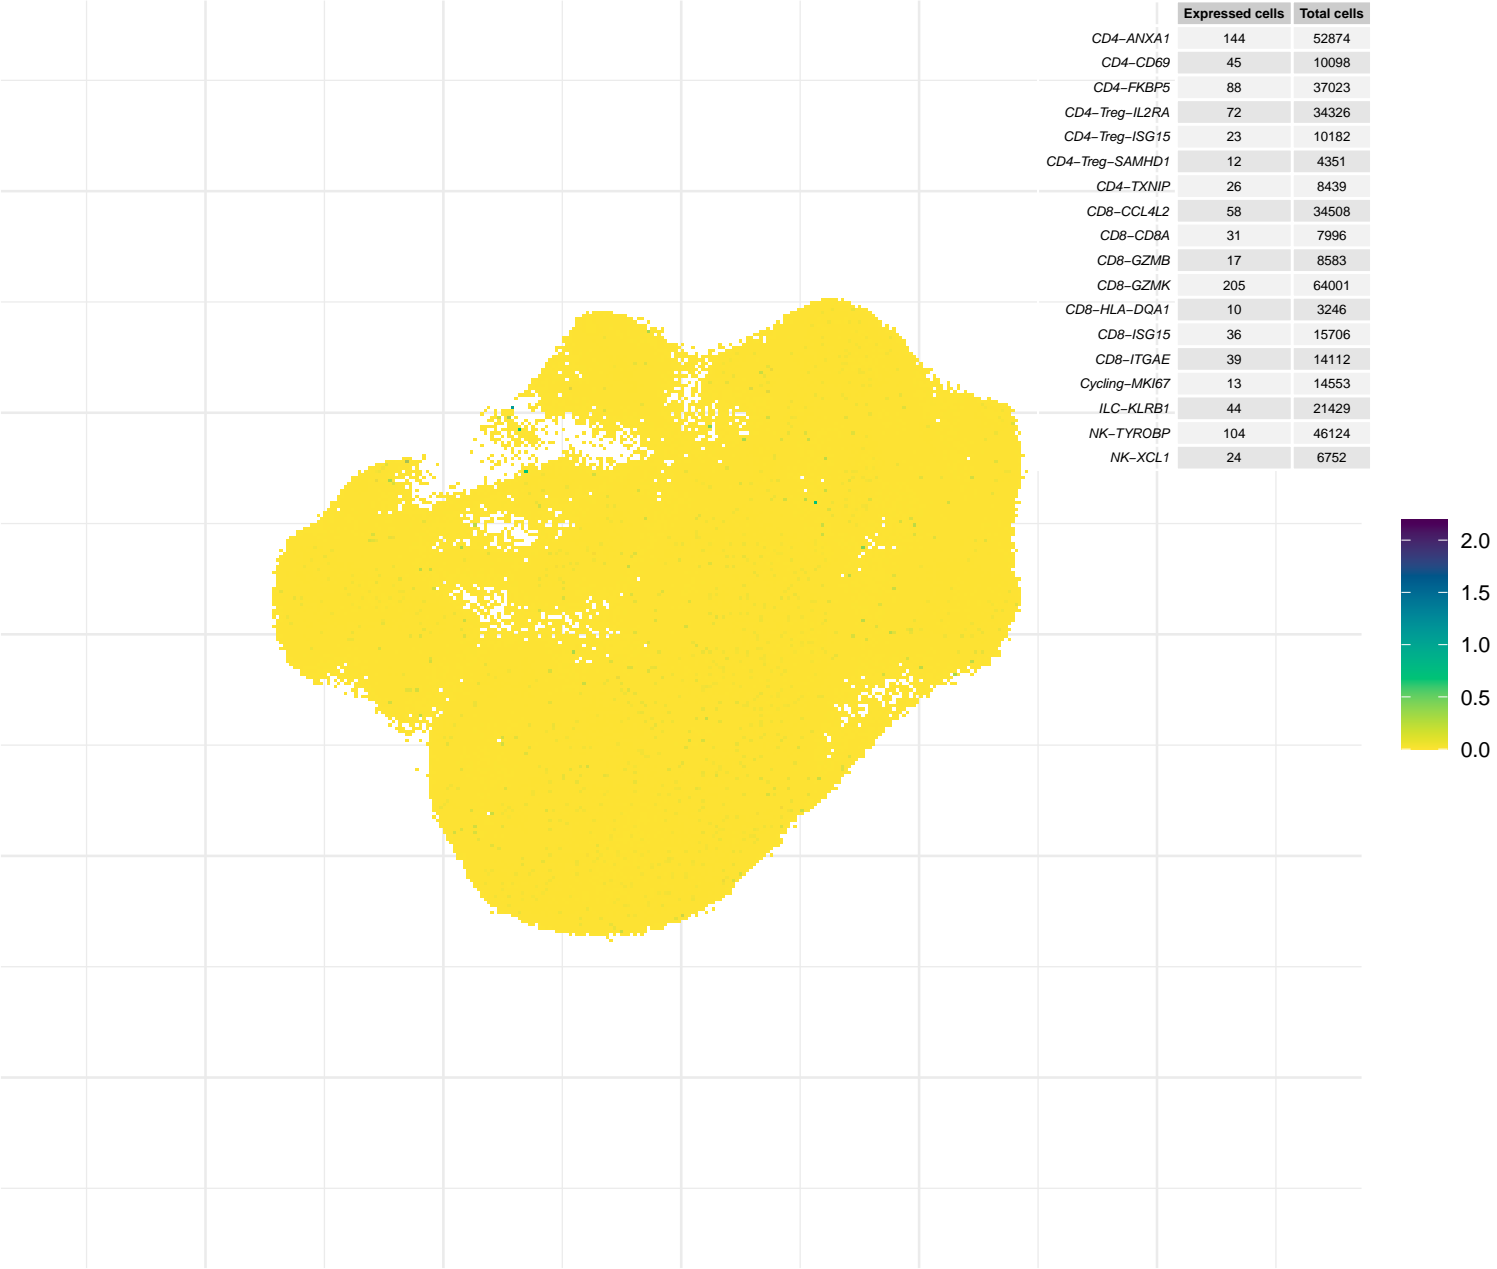 Expressed cells Total cells
CD4−ANXA1 144 52874
CD4−CD69 45 10098
CD4−FKBP5 88 37023
CD4−Treg−IL2RA 72 34326
CD4−Treg−ISG15 23 10182
CD4−Treg−SAMHD1 12 4351
CD4−TXNIP 26 8439
CD8−CCL4L2 58 34508
CD8−CD8A 31 7996
CD8−GZMB 17 8583
CD8−GZMK 205 64001
CD8−HLA−DQA1 10 3246
CD8−ISG15 36 15706
CD8−ITGAE 39 14112
Cycling−MKI67 13 14553
ILC−KLRB1 44 21429
NK−TYROBP 104 46124
NK−XCL1 24 6752
2.0
1.5
1.0
0.5
0.0